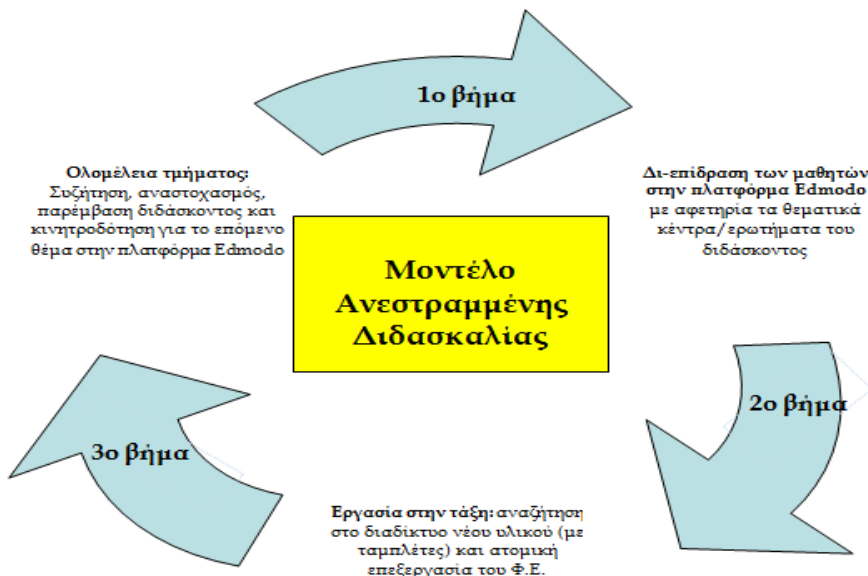 1ο βήμα
Ολομέλεια τμήματος:
Συζήτηση, αναστοχασμός,
παρέμβαση διδάσκοντος και
κινητροδότηση για το επόμενο
θέμα στην πλατφόρμα Edmodo
Δι-επίδραση των μαθητών
στην πλατφόρμα Edmodo
με αφετηρία τα θεματικά
κέντρα/ερωτήματα του
διδάσκοντος
Μοντέλο
Ανεστραμμένης
Διδασκαλίας
2ο βήμα
3ο βήμα
Εργασία στην τάξη: αναζήτηση
στο διαδίκτυο νέου υλικού (με
ταμπλέτες) και ατομική
επεξεργασία του Φ.Ε.